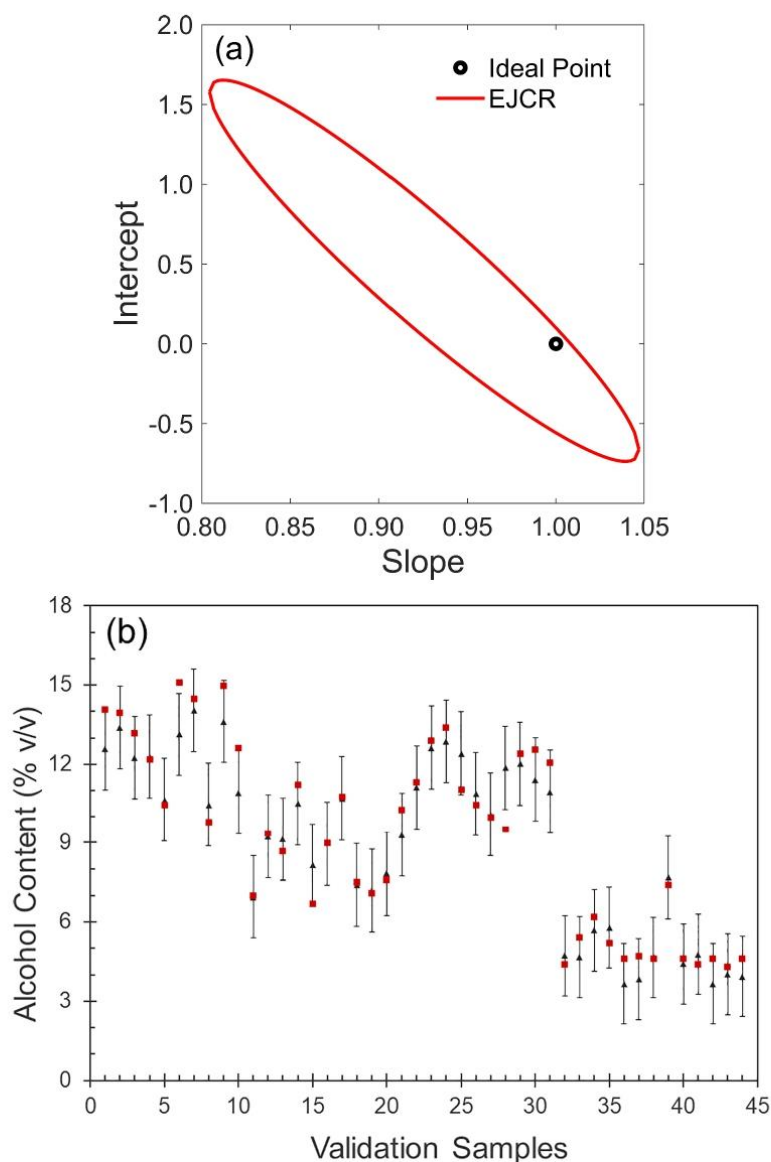 (a)
Ideal Point
EJCR
2.0
1.5
1.0
0.5
0.0
-0.5
-1.0
Intercept
0.80 0.85 0.90 0.95 1.00 1.05
Slope
(b)
18
15
12
9
6
3
0
Alcohol Content (% v/v)
0 5 10 15 20 25 30 35 40 45
Validation Samples